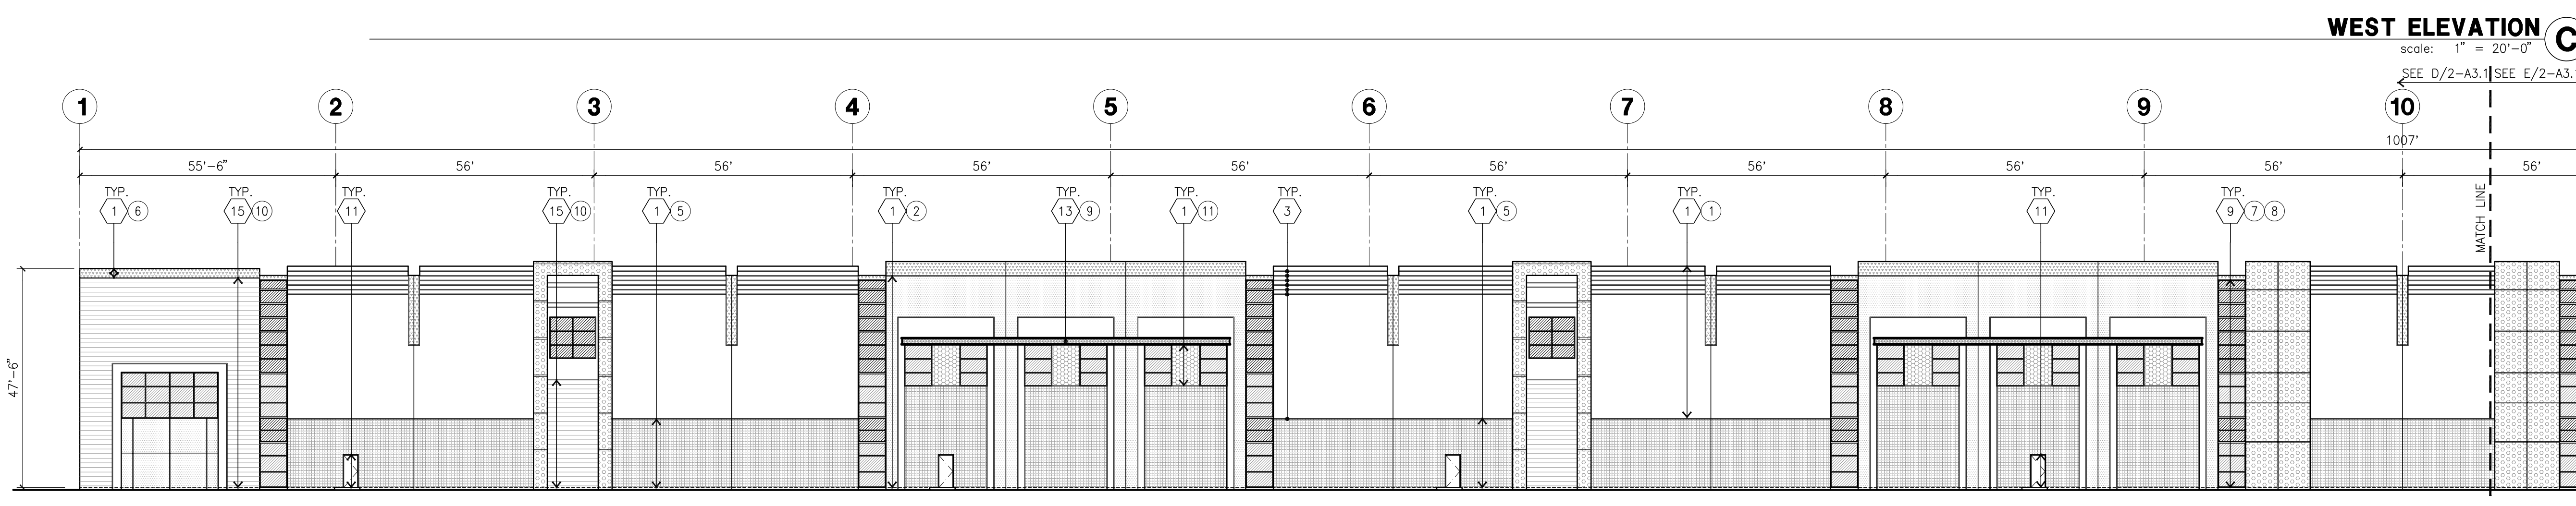 WEST ELEVATION C
scale: 1" = 20'-0"
SEE D/2-A3.1 SEE E/2-A3.
1 2 3 4 5 6 7 8 9 10
1007'
55'-6" 56' 56' 56' 56' 56' 56' 56' 56' 56'
TYP. TYP. TYP. TYP. TYP. TYP. TYP. TYP. TYP. TYP. TYP. TYP.
1 6 15 10 11 15 10 1 5 1 2 13 9 1 11 3 1 5 1 1 11 9 7 8
MATCH LINE
47'-6"